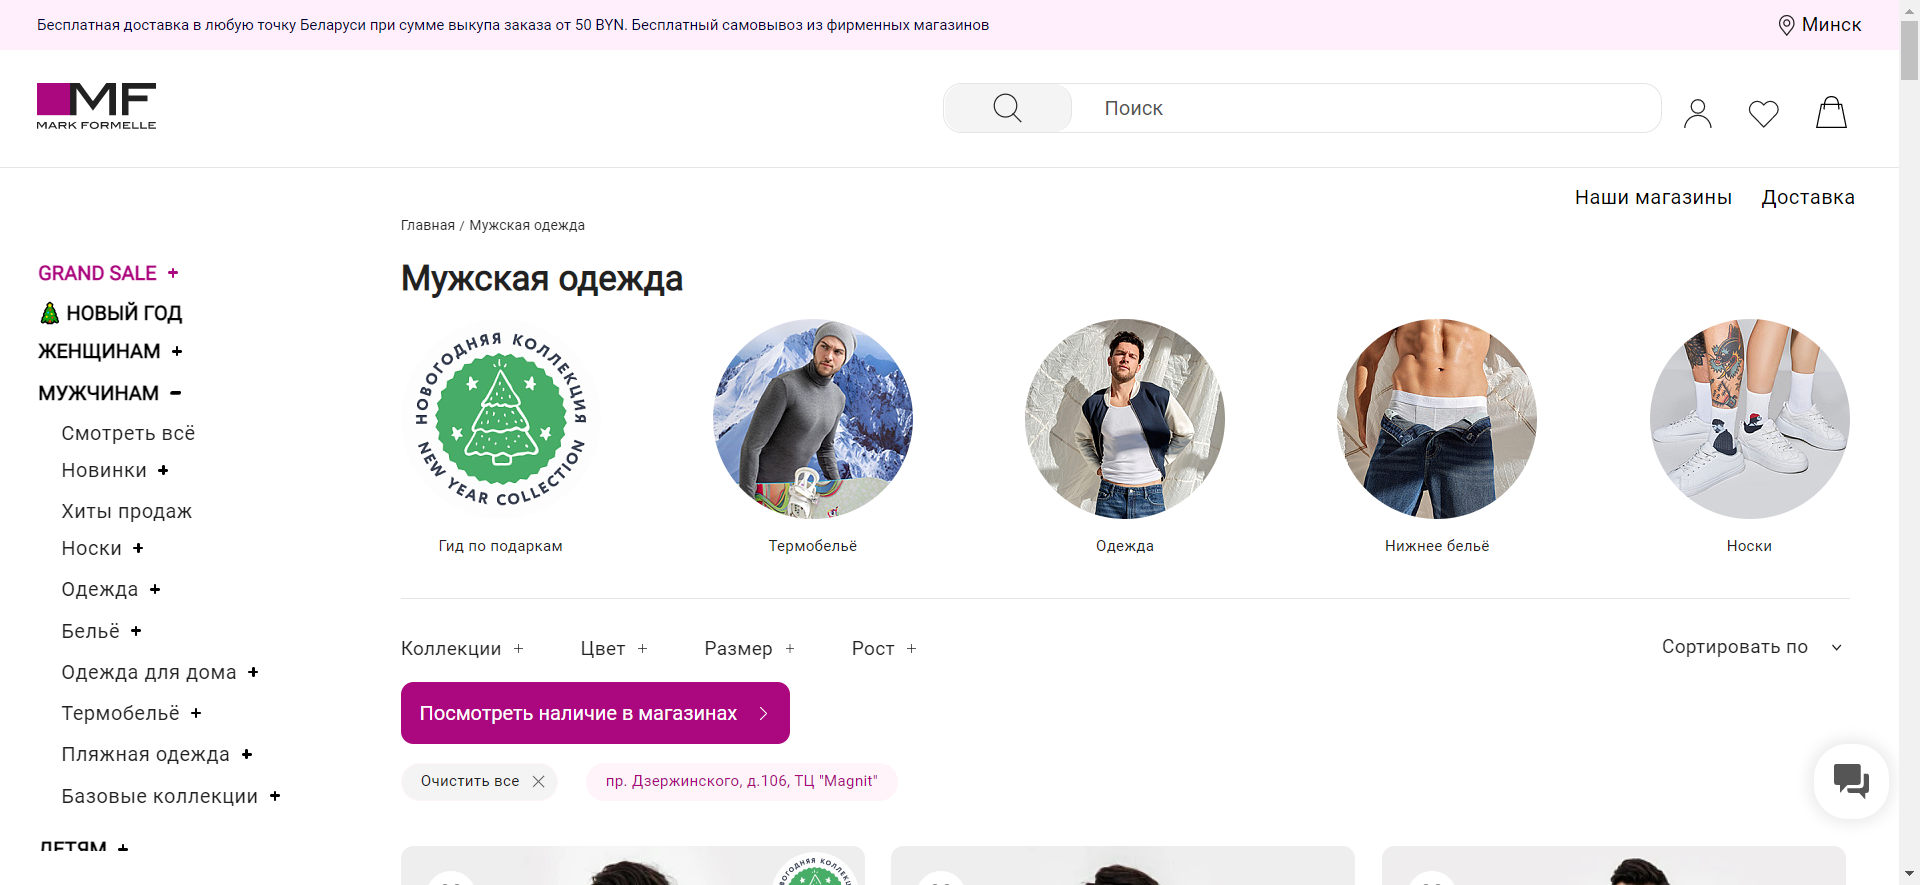 Бесплатная доставка в любую точку Беларуси при сумме выкупа заказа от 50 BYN. Бесплатный самовывоз из фирменных магазинов
Минск
MF
MARK FORMELLE
Поиск
Наши магазины
Доставка
Главная / Мужская одежда
Мужская одежда
GRAND SALE +
НОВЫЙ ГОД
ЖЕНЩИНАМ +
МУЖЧИНАМ −
Смотреть всё
Новинки +
Хиты продаж
Носки +
Одежда +
Бельё +
Одежда для дома +
Термобельё +
Пляжная одежда +
Базовые коллекции +
ДЕТЯМ +
НОВОГОДНЯЯ КОЛЛЕКЦИЯ
NEW YEAR COLLECTION
Гид по подаркам
Термобельё
Одежда
Нижнее бельё
Носки
Коллекции +
Цвет +
Размер +
Рост +
Сортировать по
Посмотреть наличие в магазинах
Очистить все
пр. Дзержинского, д.106, ТЦ "Magnit"